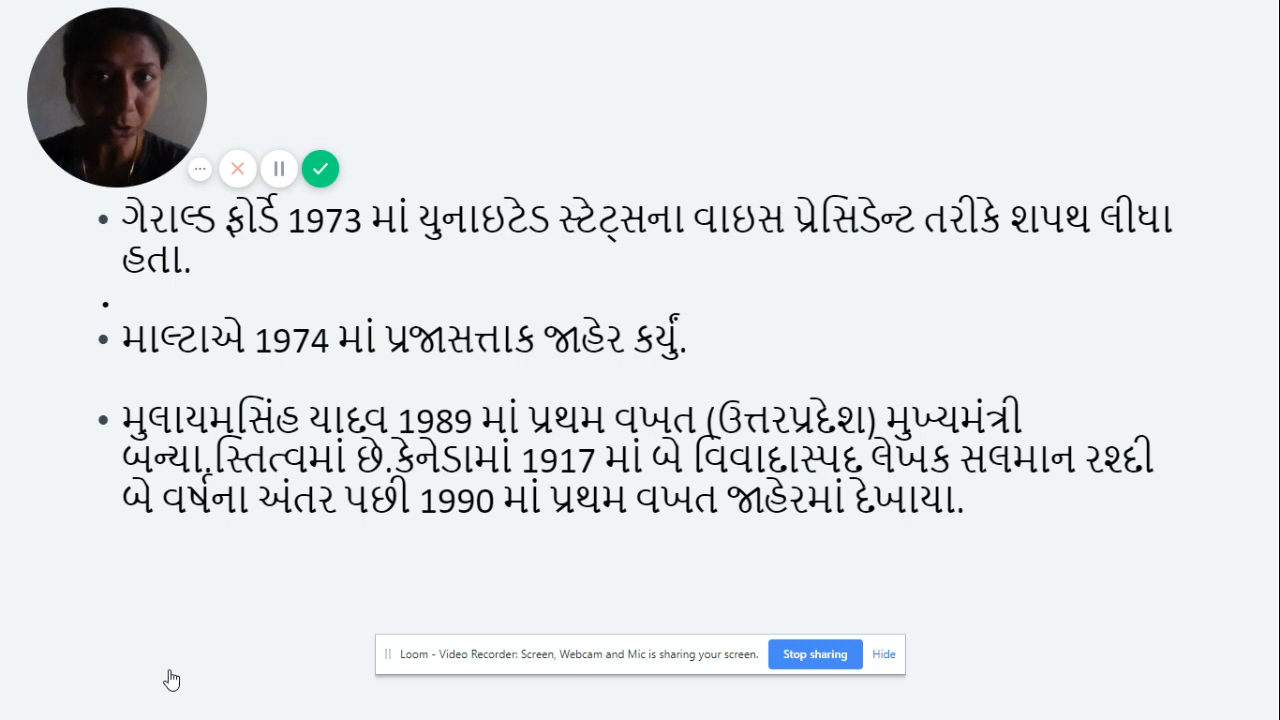 ગેરાલ્ડ ફોર્ડે 1973 માં યુનાઇટેડ સ્ટેટ્સના વાઇસ પ્રેસિડેન્ટ તરીકે શપથ લીધા
હતા.
માલ્ટાએ 1974 માં પ્રજાસત્તાક જાહેર કર્યું.
મુલાયમસિંહ યાદવ 1989 માં પ્રથમ વખત (ઉત્તરપ્રદેશ) મુખ્યમંત્રી
બન્યા.સ્તિત્વમાં છે.કેનેડામાં 1917 માં બે વિવાદાસ્પદ લેખક સલમાન રશ્દી
બે વર્ષના અંતર પછી 1990 માં પ્રથમ વખત જાહેરમાં દેખાયા.
Loom - Video Recorder: Screen, Webcam and Mic is sharing your screen. Stop sharing Hide